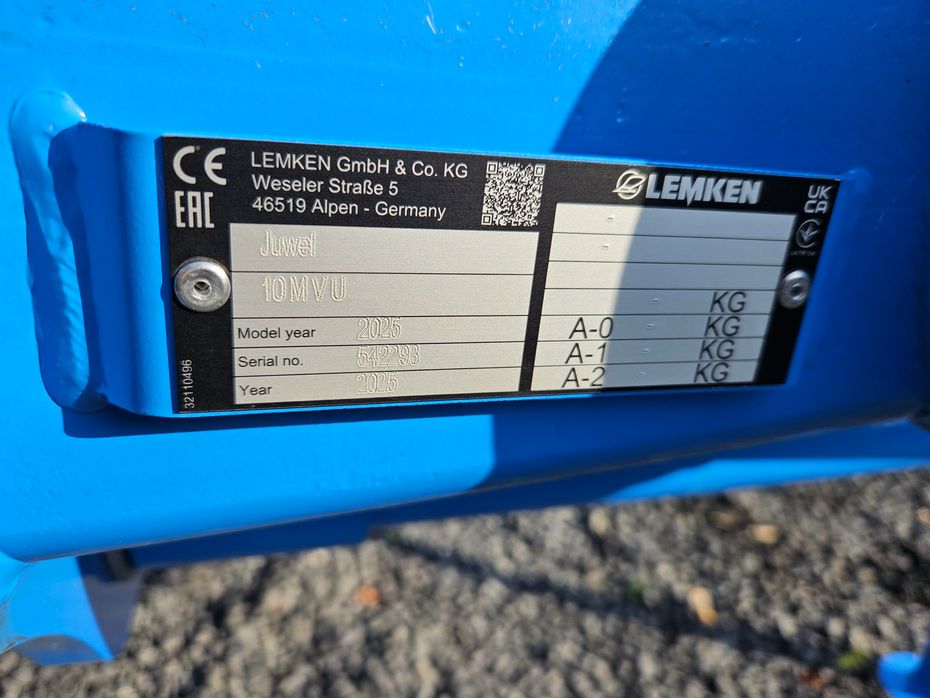 CE
EAC
LEMKEN GmbH & Co. KG
Weseler Straße 5
46519 Alpen - Germany
LEMKEN
UK
CA
Juwel
10MVU
Model year 2025
Serial no. 542293
Year 2025
32110496
-
-
- KG
A-0 - KG
A-1 - KG
A-2 - KG